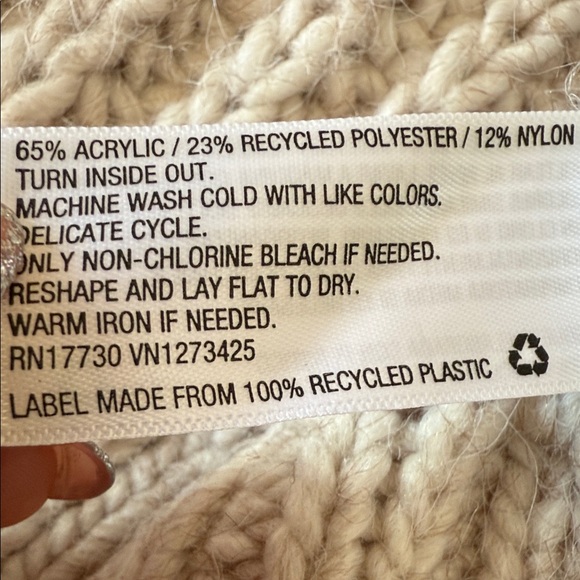 65% ACRYLIC / 23% RECYCLED POLYESTER / 12% NYLON
TURN INSIDE OUT.
MACHINE WASH COLD WITH LIKE COLORS.
DELICATE CYCLE.
ONLY NON-CHLORINE BLEACH IF NEEDED.
RESHAPE AND LAY FLAT TO DRY.
WARM IRON IF NEEDED.
RN17730 VN1273425
LABEL MADE FROM 100% RECYCLED PLASTIC